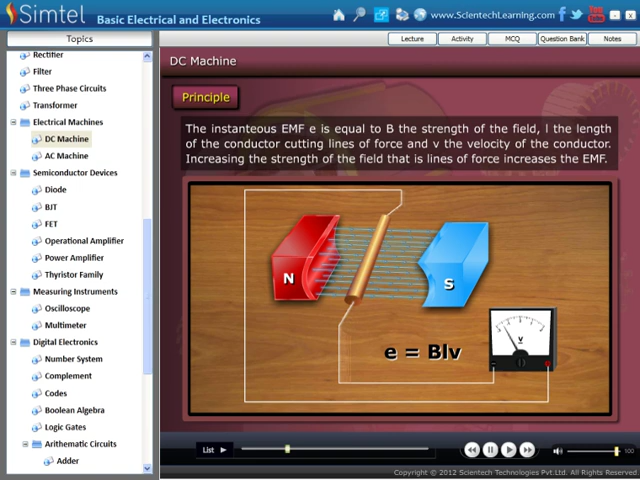 Simtel Basic Electrical and Electronics
www.ScientechLearning.com
You
Tube
Topics
Lecture
Activity
MCQ
Question Bank
Notes
Rectifier
Filter
Three Phase Circuits
Transformer
Electrical Machines
DC Machine
AC Machine
Semiconductor Devices
Diode
BJT
FET
Operational Amplifier
Power Amplifier
Thyristor Family
Measuring Instruments
Oscilloscope
Multimeter
Digital Electronics
Number System
Complement
Codes
Boolean Algebra
Logic Gates
Arithematic Circuits
Adder
DC Machine
Principle
The instanteous EMF e is equal to B the strength of the field, l the length
of the conductor cutting lines of force and v the velocity of the conductor.
Increasing the strength of the field that is lines of force increases the EMF.
N
S
e = Blv
V
List
100
Copyright © 2012 Scientech Technologies Pvt.Ltd. All Rights Reserved.